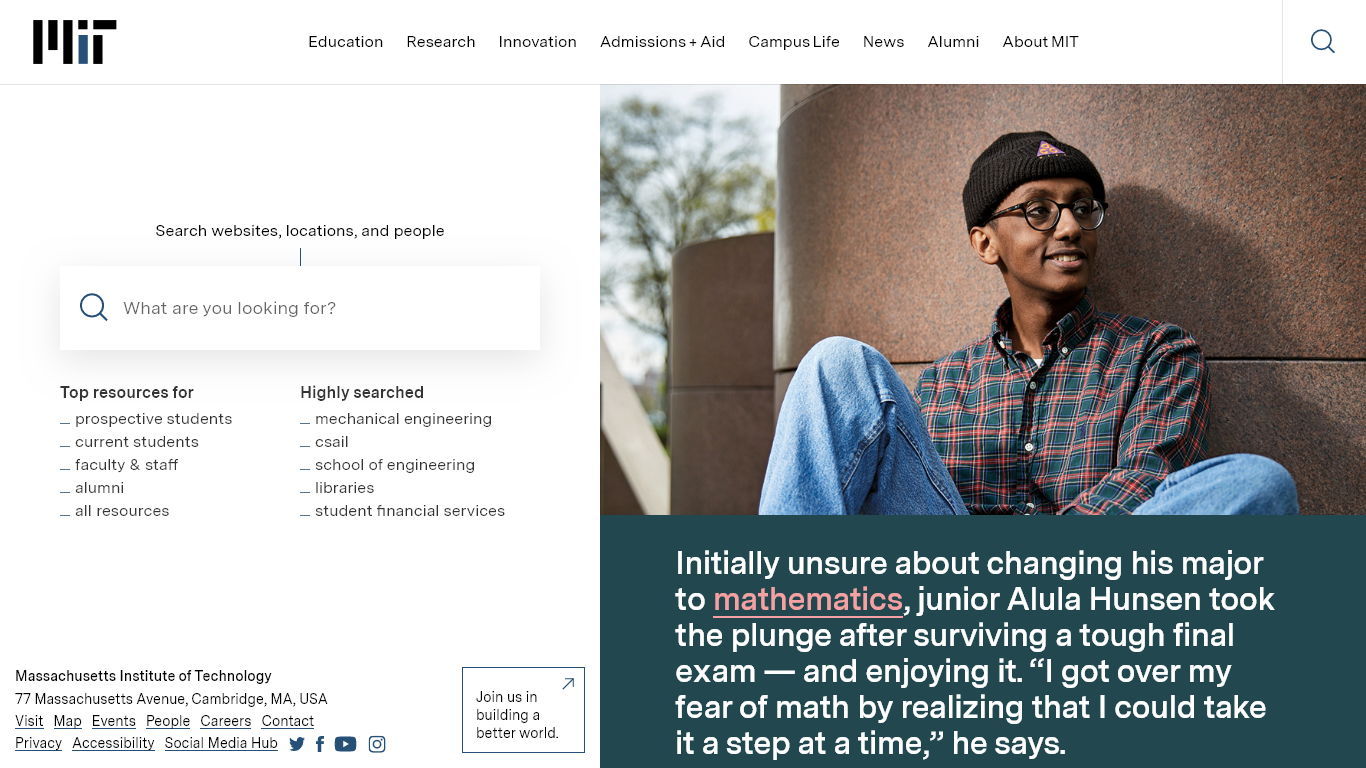 MIT
Education Research Innovation Admissions + Aid Campus Life News Alumni About MIT
Search websites, locations, and people
What are you looking for?
Top resources for
prospective students
current students
faculty & staff
alumni
all resources
Highly searched
mechanical engineering
csail
school of engineering
libraries
student financial services
Massachusetts Institute of Technology
77 Massachusetts Avenue, Cambridge, MA, USA
Visit Map Events People Careers Contact
Privacy Accessibility Social Media Hub
Join us in
building a
better world.
Initially unsure about changing his major
to mathematics, junior Alula Hunsen took
the plunge after surviving a tough final
exam — and enjoying it. “I got over my
fear of math by realizing that I could take
it a step at a time,” he says.